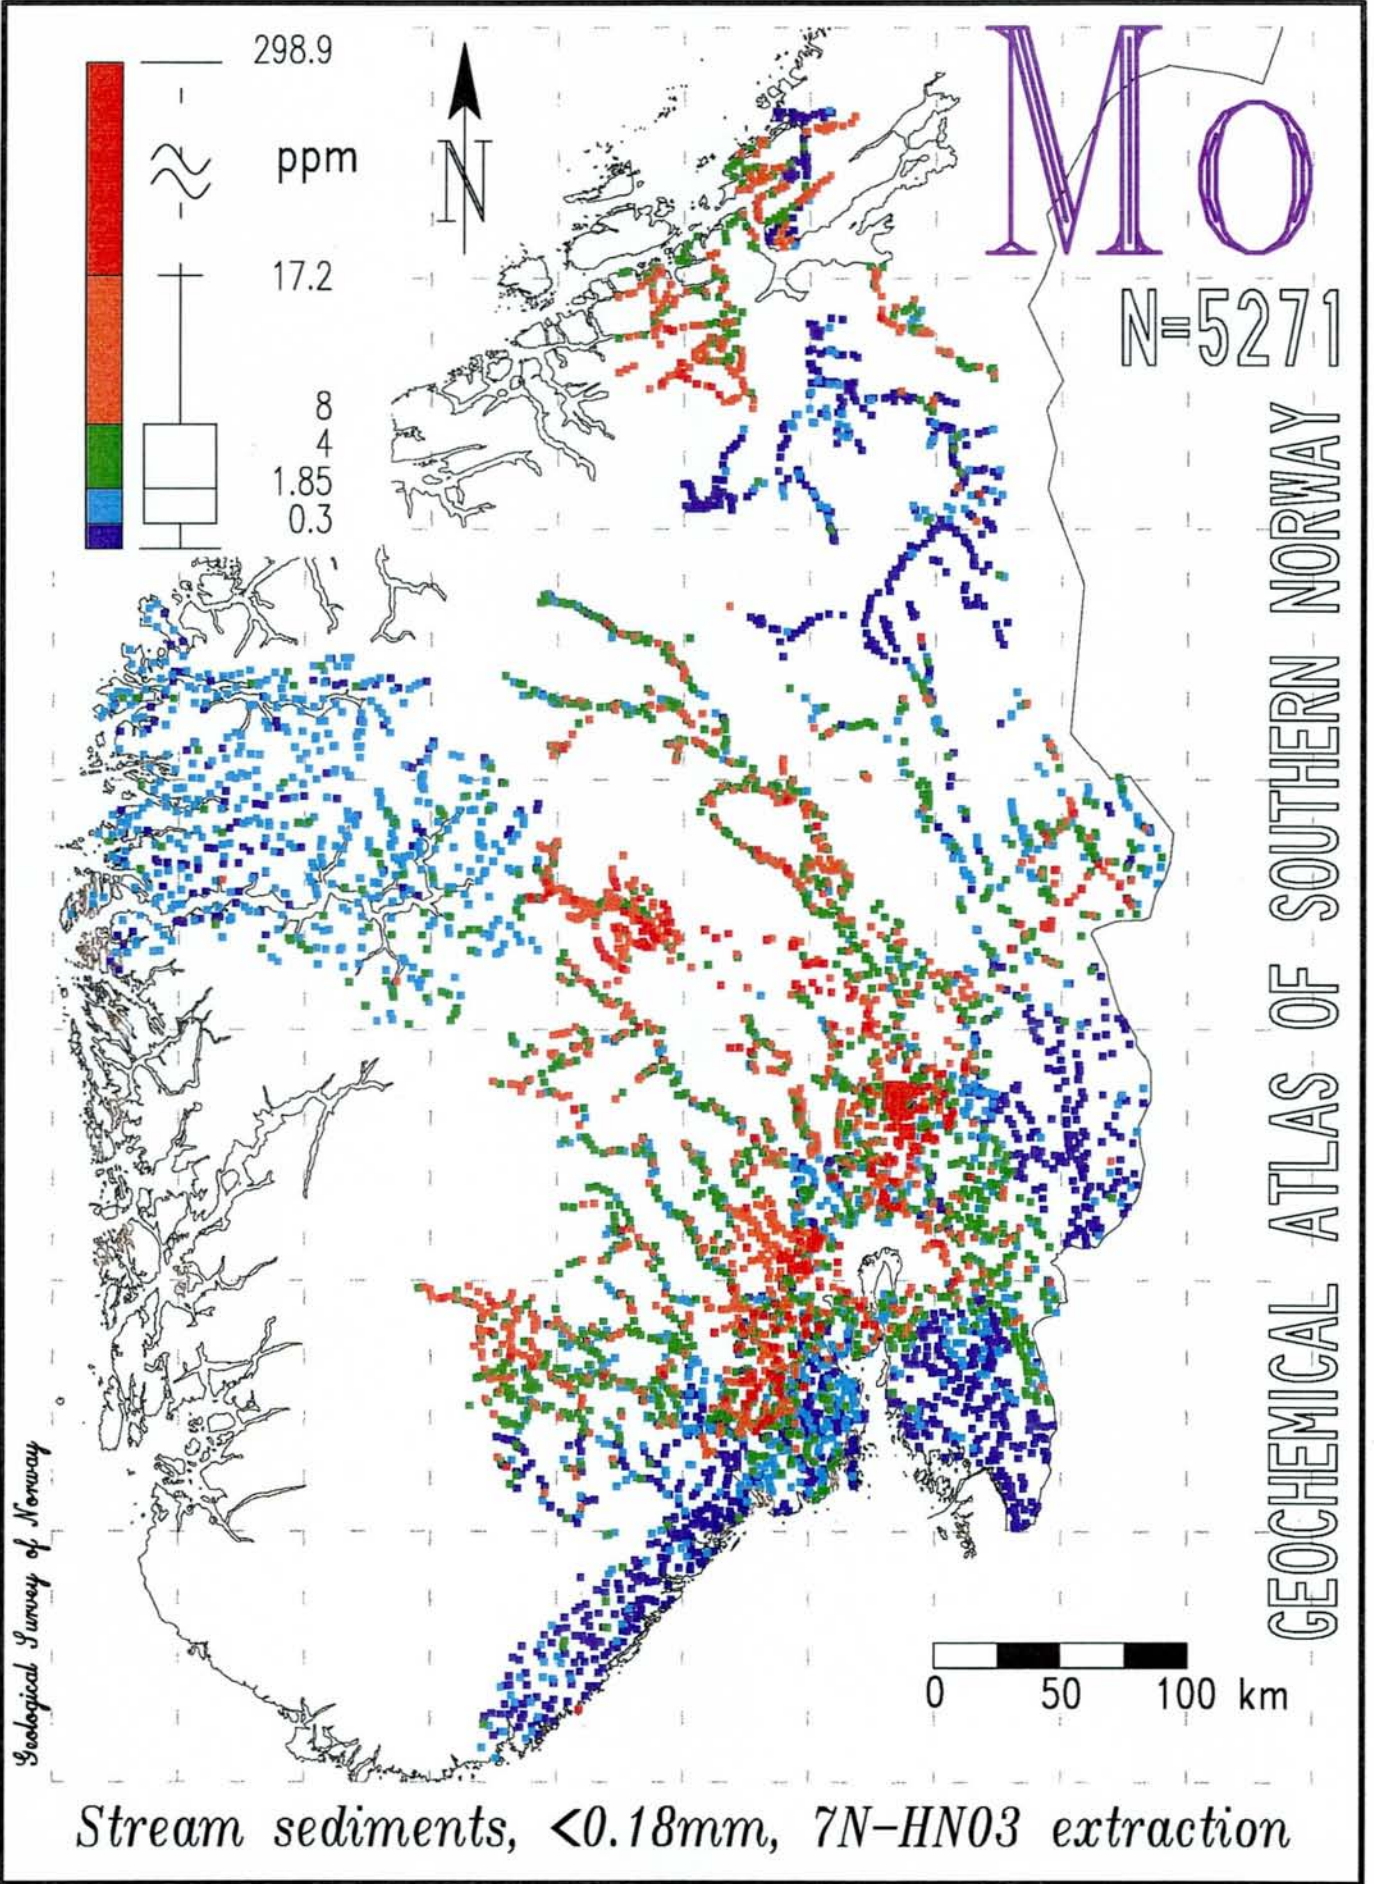 298.9
ppm
17.2
8
4
1.85
0.3
N
Mo
N=5271
GEOCHEMICAL ATLAS OF SOUTHERN NORWAY
Geological Survey of Norway
0 50 100 km
Stream sediments, <0.18mm, 7N-HNO3 extraction